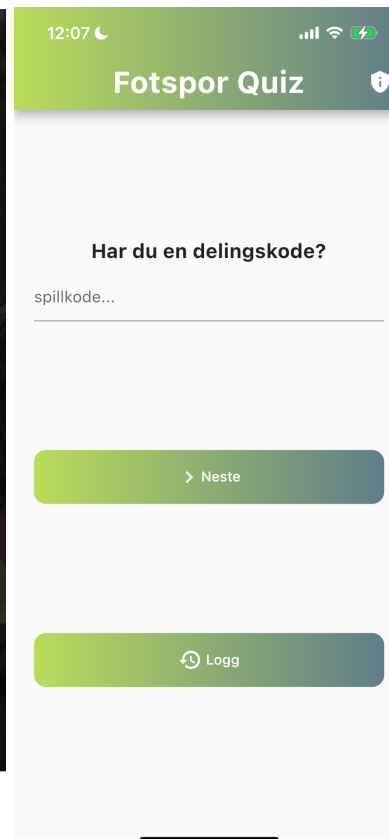 12:07
Fotspor Quiz
Har du en delingskode?
spillkode...
Neste
Logg